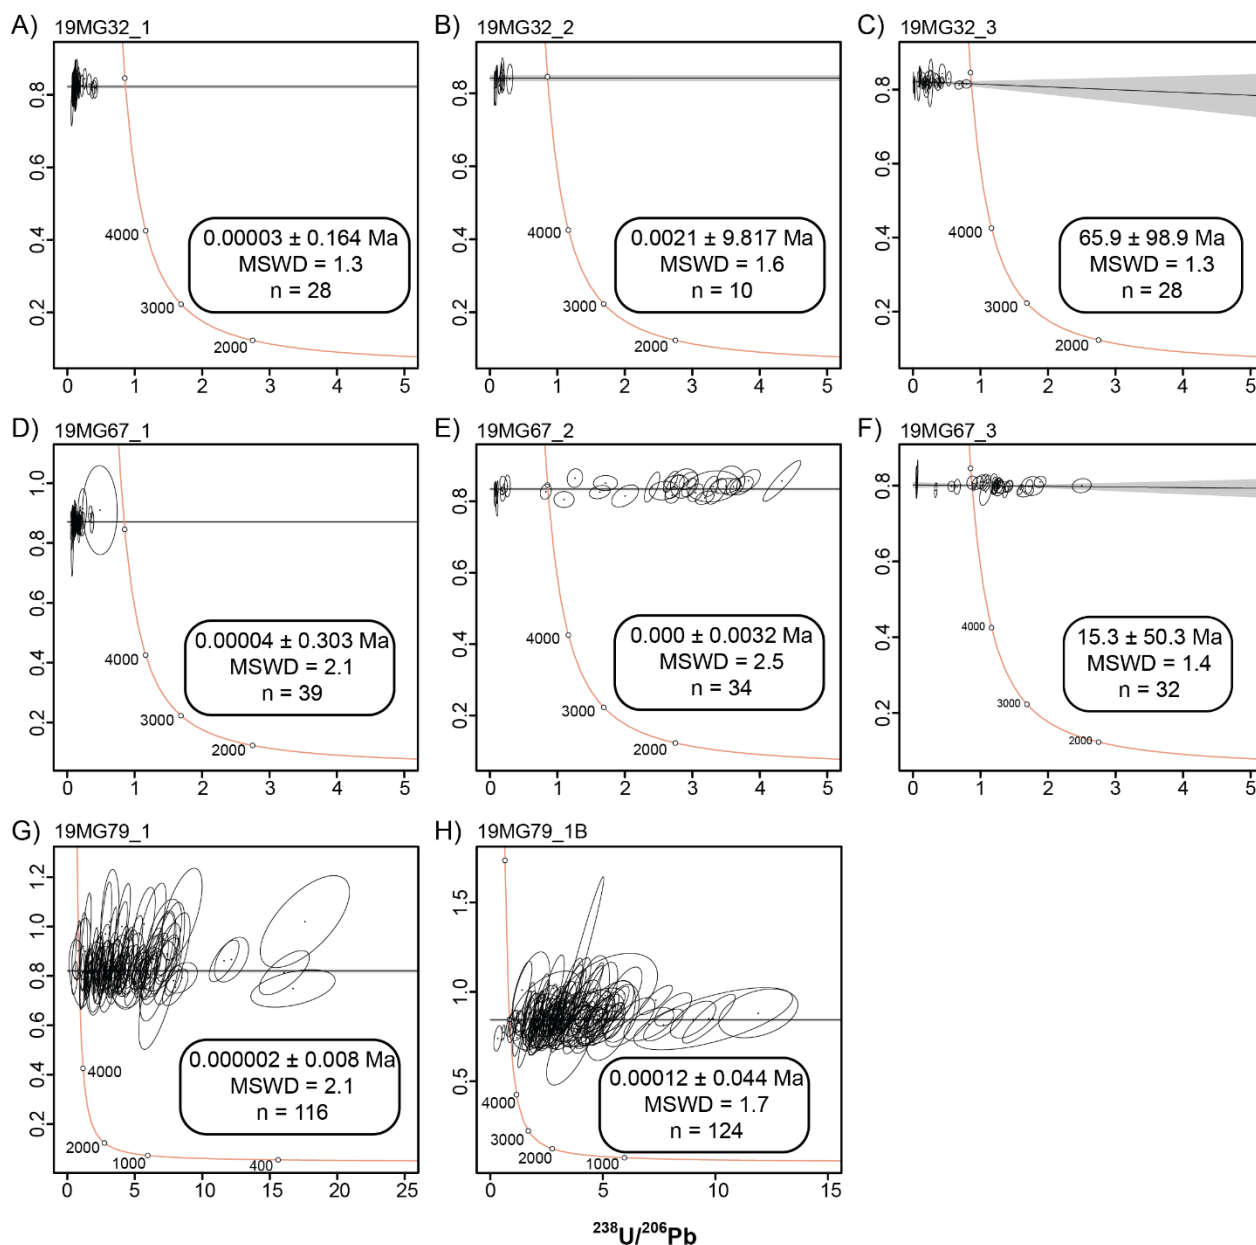 A) 19MG32_1
0.2 0.4 0.6 0.8
4000
3000
2000
0.00003 ± 0.164 Ma
MSWD = 1.3
n = 28
0 1 2 3 4 5
B) 19MG32_2
0.2 0.4 0.6 0.8
4000
3000
2000
0.0021 ± 9.817 Ma
MSWD = 1.6
n = 10
0 1 2 3 4 5
C) 19MG32_3
0.2 0.4 0.6 0.8
4000
3000
2000
65.9 ± 98.9 Ma
MSWD = 1.3
n = 28
0 1 2 3 4 5
D) 19MG67_1
0.2 0.4 0.6 0.8 1.0
4000
3000
2000
0.00004 ± 0.303 Ma
MSWD = 2.1
n = 39
0 1 2 3 4 5
E) 19MG67_2
0.2 0.4 0.6 0.8
4000
3000
2000
0.000 ± 0.0032 Ma
MSWD = 2.5
n = 34
0 1 2 3 4 5
F) 19MG67_3
0.2 0.4 0.6 0.8
4000
3000
2000
15.3 ± 50.3 Ma
MSWD = 1.4
n = 32
0 1 2 3 4 5
G) 19MG79_1
0.2 0.4 0.6 0.8 1.0 1.2
4000
2000
1000
400
0.000002 ± 0.008 Ma
MSWD = 2.1
n = 116
0 5 10 15 20 25
H) 19MG79_1B
0.5 1.0 1.5
4000
3000
2000
1000
0.00012 ± 0.044 Ma
MSWD = 1.7
n = 124
0 5 10 15
²³⁸U/²⁰⁶Pb